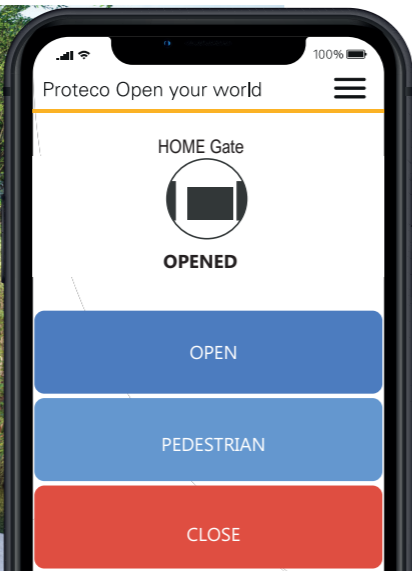 100%
Proteco Open your world
HOME Gate
OPENED
OPEN
PEDESTRIAN
CLOSE